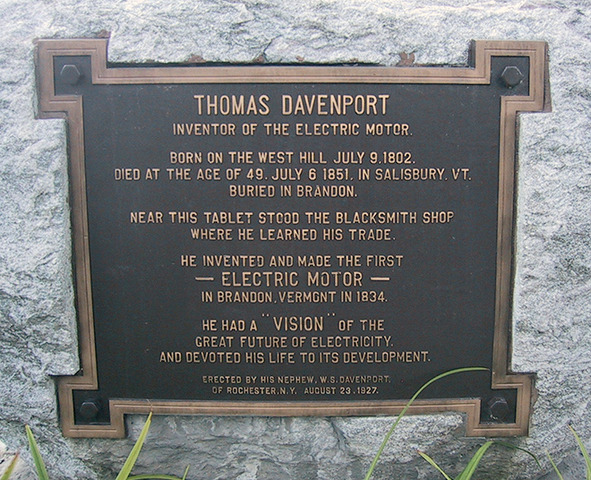 THOMAS DAVENPORT
INVENTOR OF THE ELECTRIC MOTOR.
BORN ON THE WEST HILL JULY 9.1802.
DIED AT THE AGE OF 49. JULY 6 1851. IN SALISBURY. VT.
BURIED IN BRANDON.
NEAR THIS TABLET STOOD THE BLACKSMITH SHOP
WHERE HE LEARNED HIS TRADE.
HE INVENTED AND MADE THE FIRST
— ELECTRIC MOTOR —
IN BRANDON, VERMONT IN 1834.
HE HAD A "VISION" OF THE
GREAT FUTURE OF ELECTRICITY.
AND DEVOTED HIS LIFE TO ITS DEVELOPMENT.
ERECTED BY HIS NEPHEW, W.S. DAVENPORT.
OF ROCHESTER, N.Y. AUGUST 23.1927.